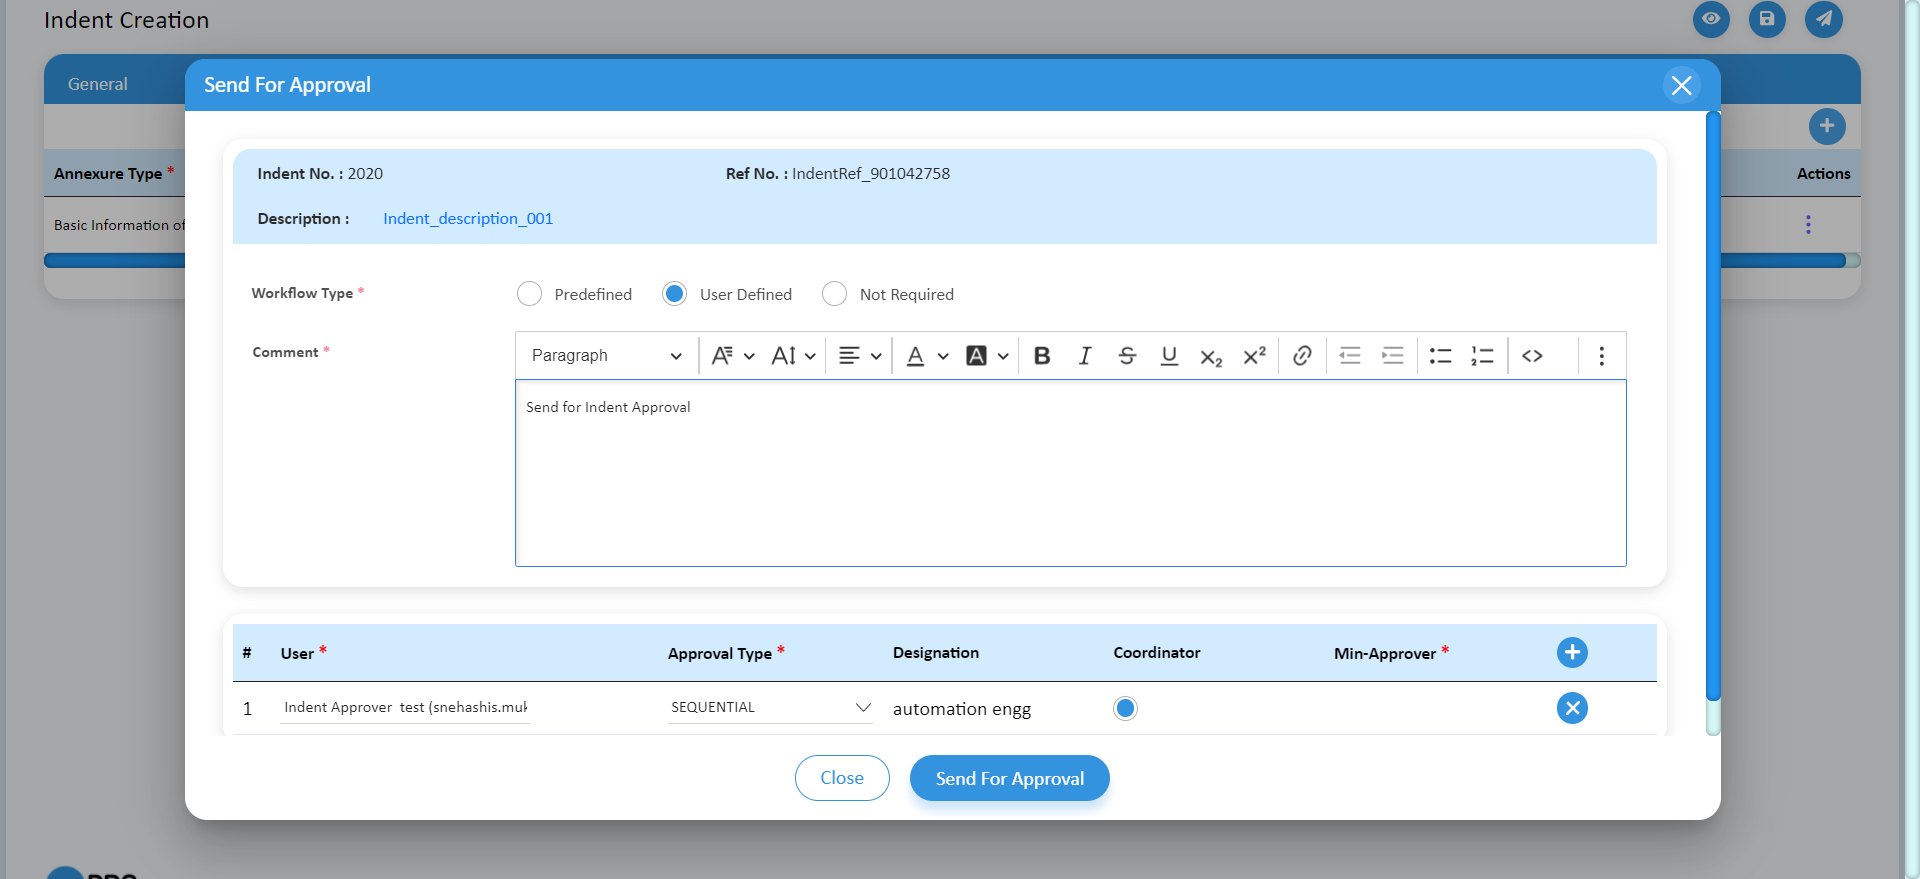 Indent Creation
General
Send For Approval
Annexure Type *
Actions
Basic Information of
Indent No. : 2020
Ref No. : IndentRef_901042758
Description : Indent_description_001
Workflow Type *
Predefined
User Defined
Not Required
Comment *
Paragraph
Send for Indent Approval
# User * Approval Type * Designation Coordinator Min-Approver *
1 Indent Approver test (snehashis.muk SEQUENTIAL automation engg
Close
Send For Approval